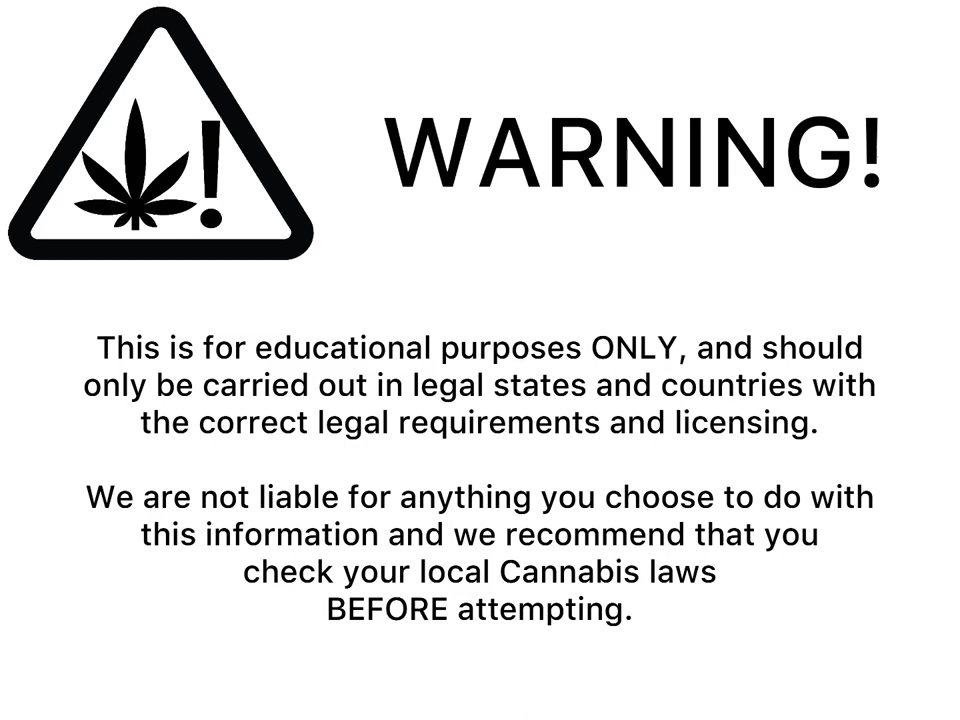 WARNING!
This is for educational purposes ONLY, and should
only be carried out in legal states and countries with
the correct legal requirements and licensing.
We are not liable for anything you choose to do with
this information and we recommend that you
check your local Cannabis laws
BEFORE attempting.